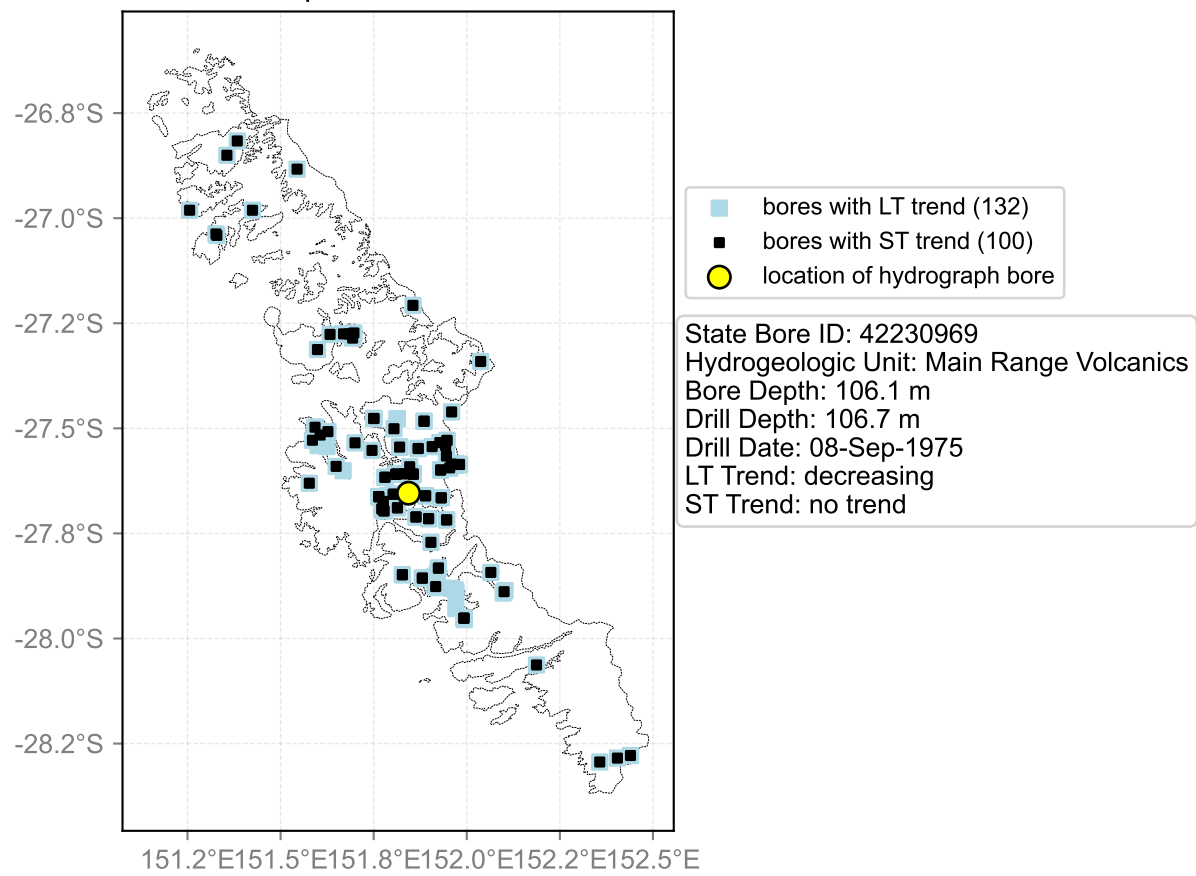 -26.8°S
-27.0°S
-27.2°S
-27.5°S
-27.8°S
-28.0°S
-28.2°S
151.2°E151.5°E151.8°E152.0°E152.2°E152.5°E
bores with LT trend (132)
bores with ST trend (100)
location of hydrograph bore
State Bore ID: 42230969
Hydrogeologic Unit: Main Range Volcanics
Bore Depth: 106.1 m
Drill Depth: 106.7 m
Drill Date: 08-Sep-1975
LT Trend: decreasing
ST Trend: no trend